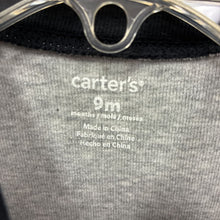 carter's®
9m
months / mois / meses
Made in China
Fabriqué en Chine
Hecho en China